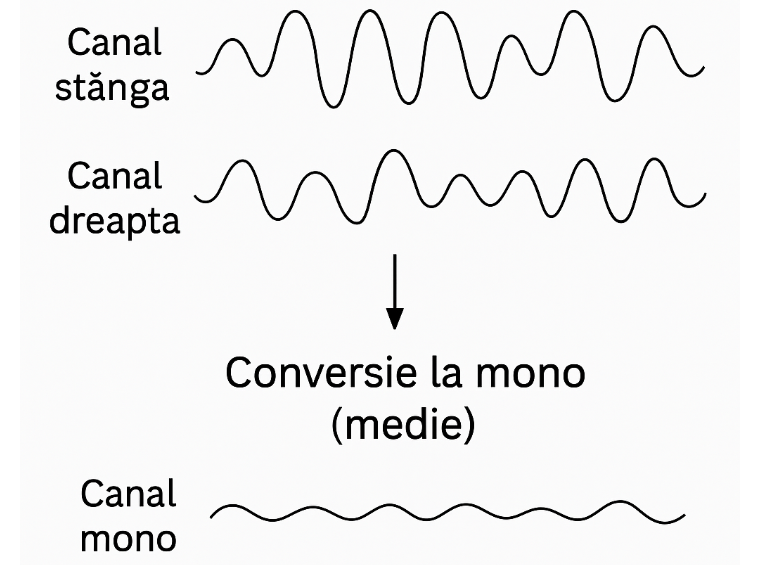 Canal
stănga
Canal
dreapta
Conversie la mono
(medie)
Canal
mono